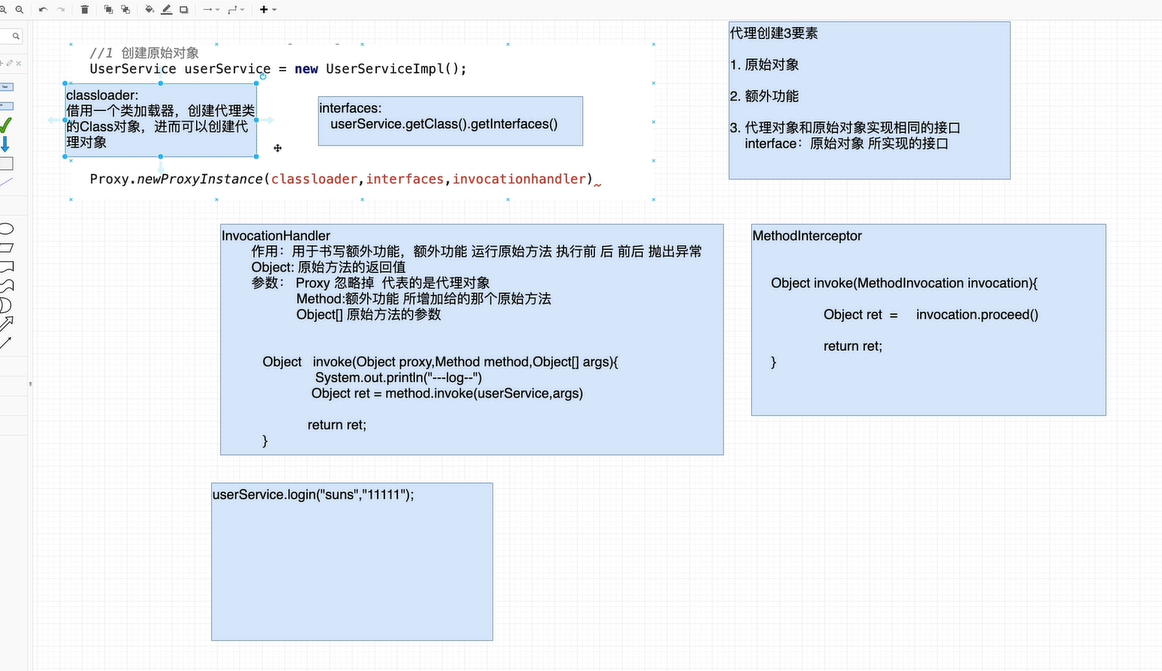 //1 创建原始对象
UserService userService = new UserServiceImpl();
classloader:
借用一个类加载器，创建代理类
的Class对象，进而可以创建代
理对象
interfaces:
userService.getClass().getInterfaces()
Proxy.newProxyInstance(classloader,interfaces,invocationhandler)
代理创建3要素
1. 原始对象
2. 额外功能
3. 代理对象和原始对象实现相同的接口
interface：原始对象 所实现的接口
InvocationHandler
作用：用于书写额外功能，额外功能 运行原始方法 执行前 后 前后 抛出异常
Object: 原始方法的返回值
参数： Proxy 忽略掉 代表的是代理对象
Method:额外功能 所增加给的那个原始方法
Object[] 原始方法的参数
Object invoke(Object proxy,Method method,Object[] args){
System.out.println("---log--")
Object ret = method.invoke(userService,args)
return ret;
}
MethodInterceptor
Object invoke(MethodInvocation invocation){
Object ret = invocation.proceed()
return ret;
}
userService.login("suns","11111");